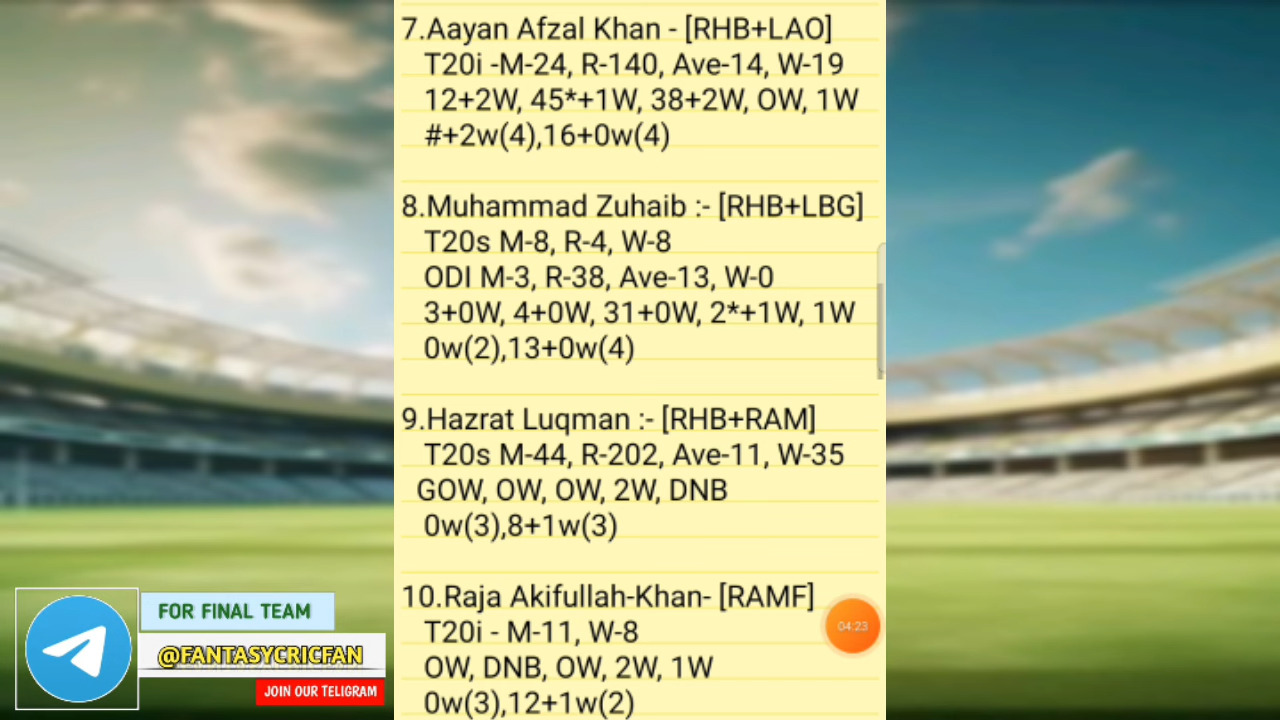 7.Aayan Afzal Khan - [RHB+LAO]
T20i -M-24, R-140, Ave-14, W-19
12+2W, 45*+1W, 38+2W, OW, 1W
#+2w(4),16+0w(4)
8.Muhammad Zuhaib :- [RHB+LBG]
T20s M-8, R-4, W-8
ODI M-3, R-38, Ave-13, W-0
3+0W, 4+0W, 31+0W, 2*+1W, 1W
0w(2),13+0w(4)
9.Hazrat Luqman :- [RHB+RAM]
T20s M-44, R-202, Ave-11, W-35
GOW, OW, OW, 2W, DNB
0w(3),8+1w(3)
10.Raja Akifullah-Khan- [RAMF]
T20i - M-11, W-8
OW, DNB, OW, 2W, 1W
0w(3),12+1w(2)
04:23
FOR FINAL TEAM
@FANTASYCRICFAN
JOIN OUR TELIGRAM